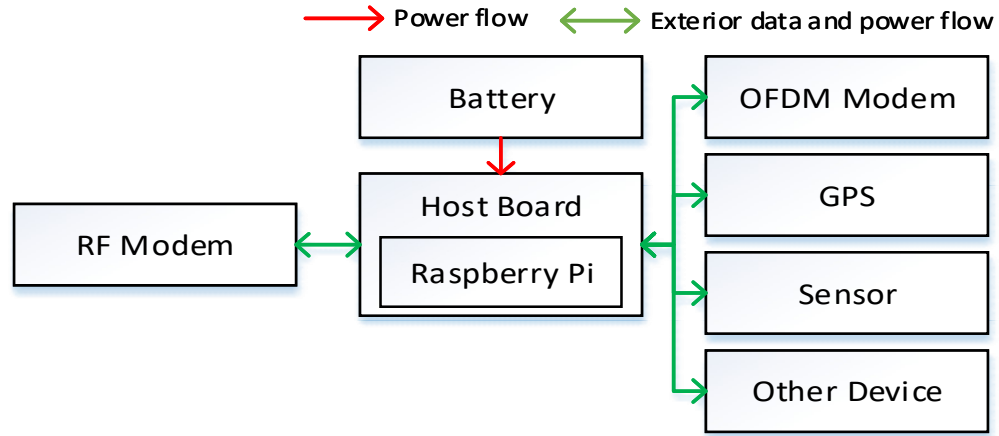 Power flow
Exterior data and power flow
Battery
OFDM Modem
GPS
Host Board
RF Modem
Raspberry Pi
Sensor
Other Device